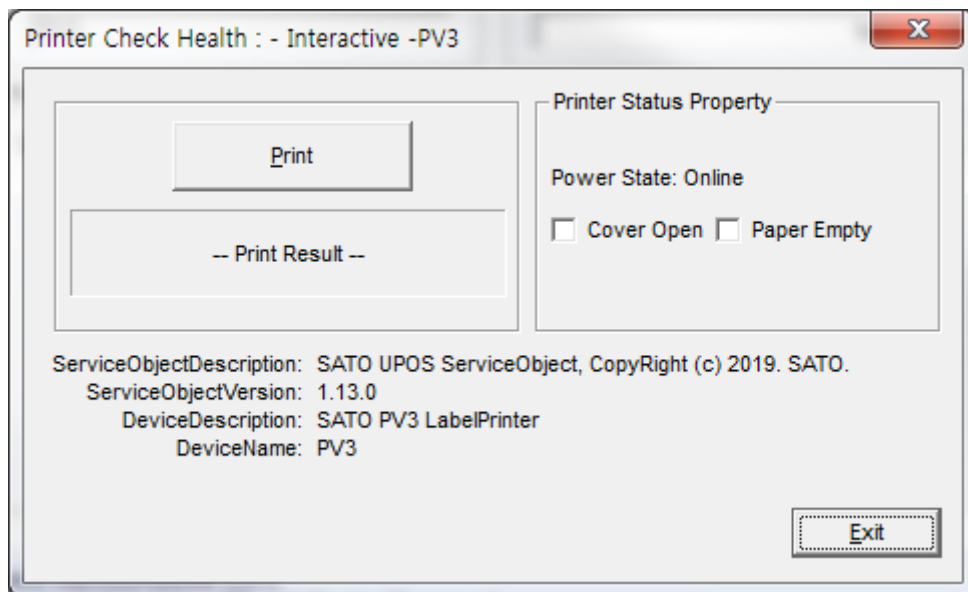 Printer Check Health : - Interactive -PV3
Print
-- Print Result --
Printer Status Property
Power State: Online
Cover Open
Paper Empty
ServiceObjectDescription: SATO UPOS ServiceObject, CopyRight (c) 2019. SATO.
ServiceObjectVersion: 1.13.0
DeviceDescription: SATO PV3 LabelPrinter
DeviceName: PV3
Exit